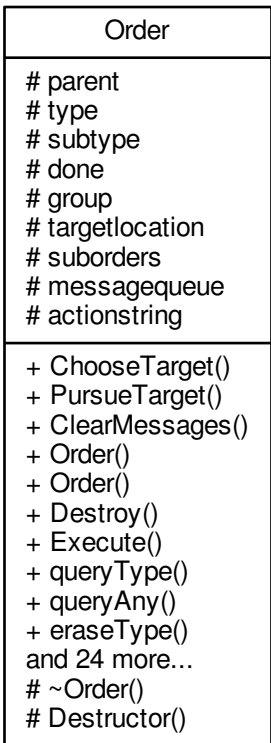 Order
# parent
# type
# subtype
# done
# group
# targetlocation
# suborders
# messagequeue
# actionstring
+ ChooseTarget()
+ PursueTarget()
+ ClearMessages()
+ Order()
+ Order()
+ Destroy()
+ Execute()
+ queryType()
+ queryAny()
+ eraseType()
and 24 more...
# ~Order()
# Destructor()